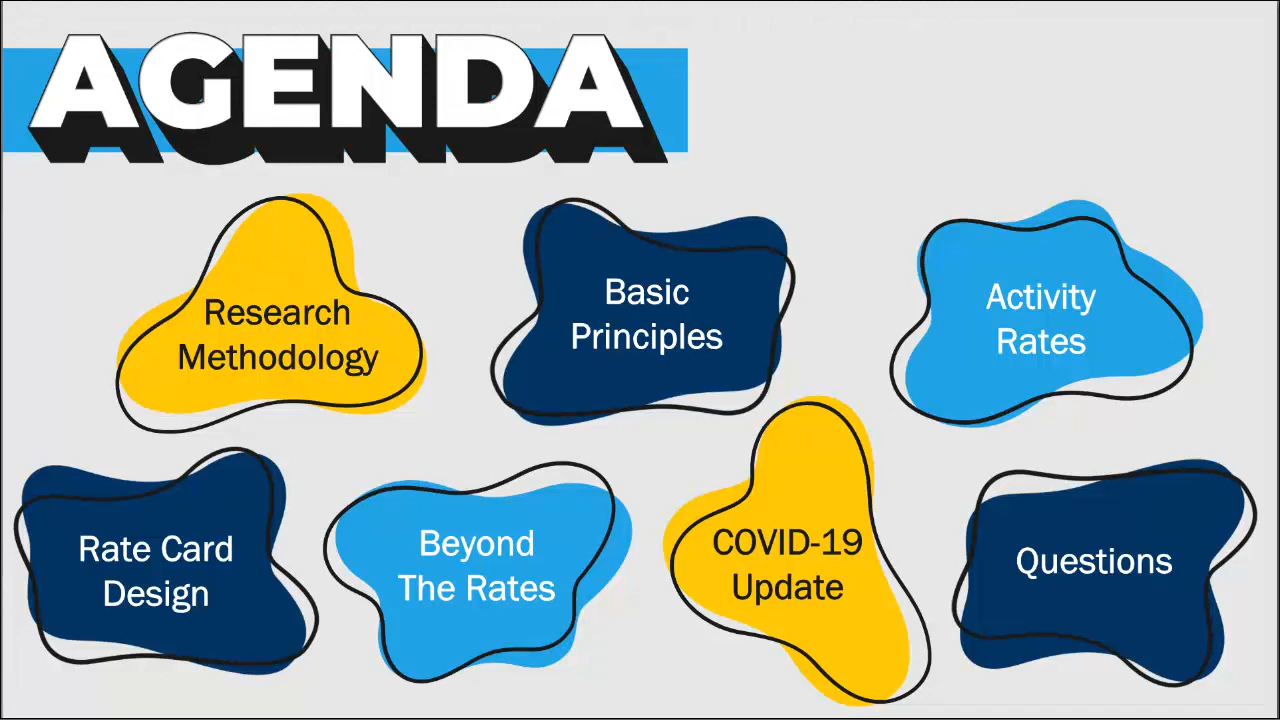 AGENDA
Research
Methodology
Basic
Principles
Activity
Rates
Rate Card
Design
Beyond
The Rates
COVID-19
Update
Questions